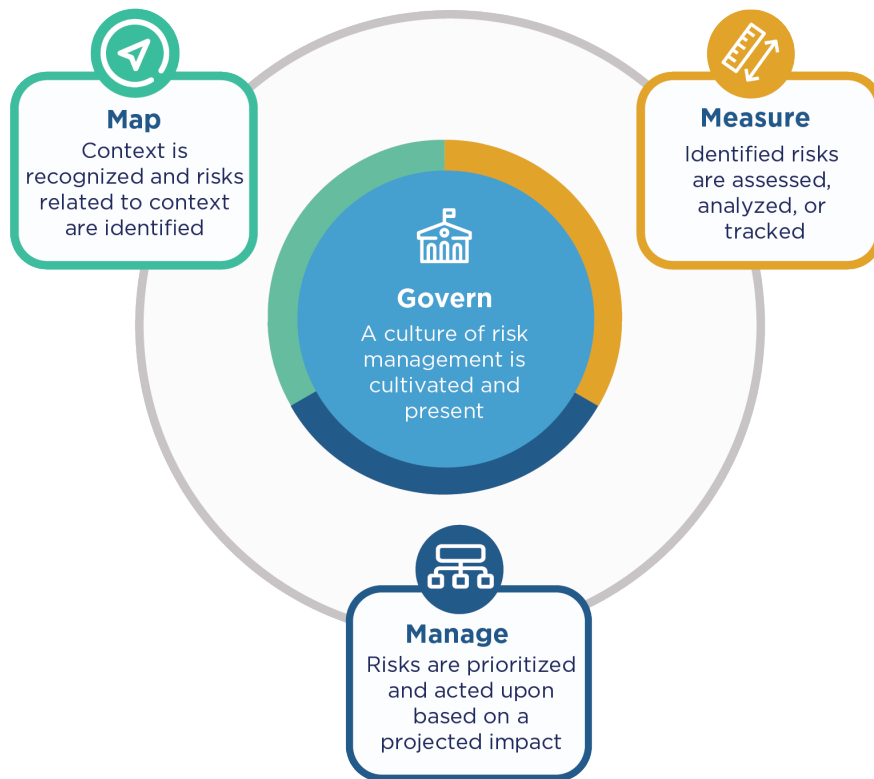 Map
Context is
recognized and risks
related to context
are identified
Measure
Identified risks
are assessed,
analyzed, or
tracked
Govern
A culture of risk
management is
cultivated and
present
Manage
Risks are prioritized
and acted upon
based on a
projected impact